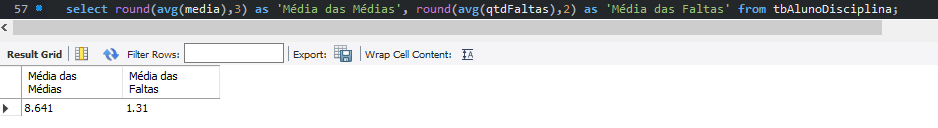 57 select round(avg(media),3) as 'Média das Médias', round(avg(qtdFaltas),2) as 'Média das Faltas' from tbAlunoDisciplina;
Result Grid Filter Rows: Export: Wrap Cell Content: IA
Média das Médias Média das Faltas
8.641 1.31